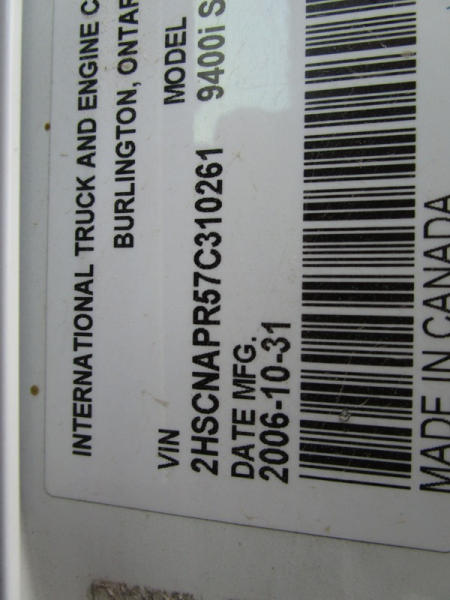 INTERNATIONAL TRUCK AND ENGINE
BURLINGTON, ONTAR
VIN MODEL
2HSCNAPR57C310261 9400i S
DATE MFG.
2006-10-31
MADE IN CANADA